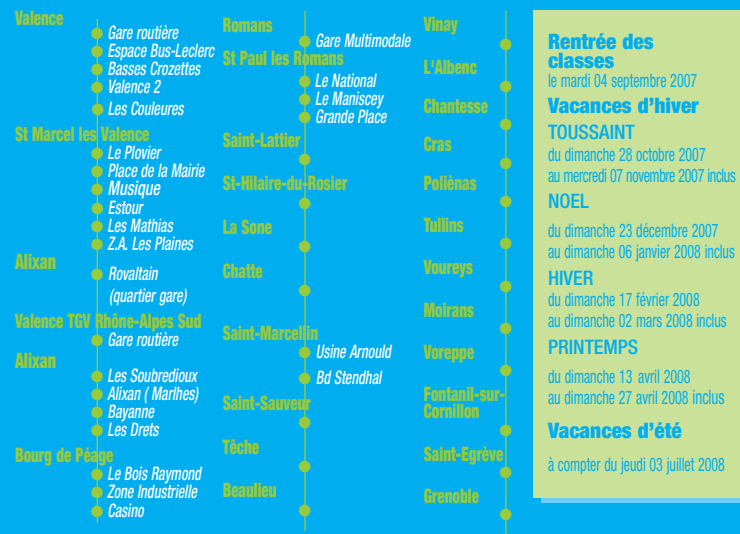 Valence
Gare routière
Espace Bus-Leclerc
Basses Crozettes
Valence 2
Les Couleures
St Marcel les Valence
Le Plovier
Place de la Mairie
Musique
Estour
Les Mathias
Z.A. Les Plaines
Alixan
Rovaltain
(quartier gare)
Valence TGV Rhône-Alpes Sud
Gare routière
Alixan
Les Soubredioux
Alixan ( Marlhes)
Bayanne
Les Drets
Bourg de Péage
Le Bois Raymond
Zone Industrielle
Casino
Romans
Gare Multimodale
St Paul les Romans
Le National
Le Maniscey
Grande Place
Saint-Lattier
St-Hilaire-du-Rosier
La Sone
Chatte
Saint-Marcellin
Usine Arnould
Bd Stendhal
Saint-Sauveur
Têche
Beaulieu
Vinay
L'Albenc
Chantesse
Cras
Poliènas
Tullins
Voureys
Moirans
Voreppe
Fontanil-sur-
Cornillon
Saint-Egrève
Grenoble
Rentrée des
classes
le mardi 04 septembre 2007
Vacances d'hiver
TOUSSAINT
du dimanche 28 octobre 2007
au mercredi 07 novembre 2007 inclus
NOEL
du dimanche 23 décembre 2007
au dimanche 06 janvier 2008 inclus
HIVER
du dimanche 17 février 2008
au dimanche 02 mars 2008 inclus
PRINTEMPS
du dimanche 13 avril 2008
au dimanche 27 avril 2008 inclus
Vacances d'été
à compter du jeudi 03 juillet 2008